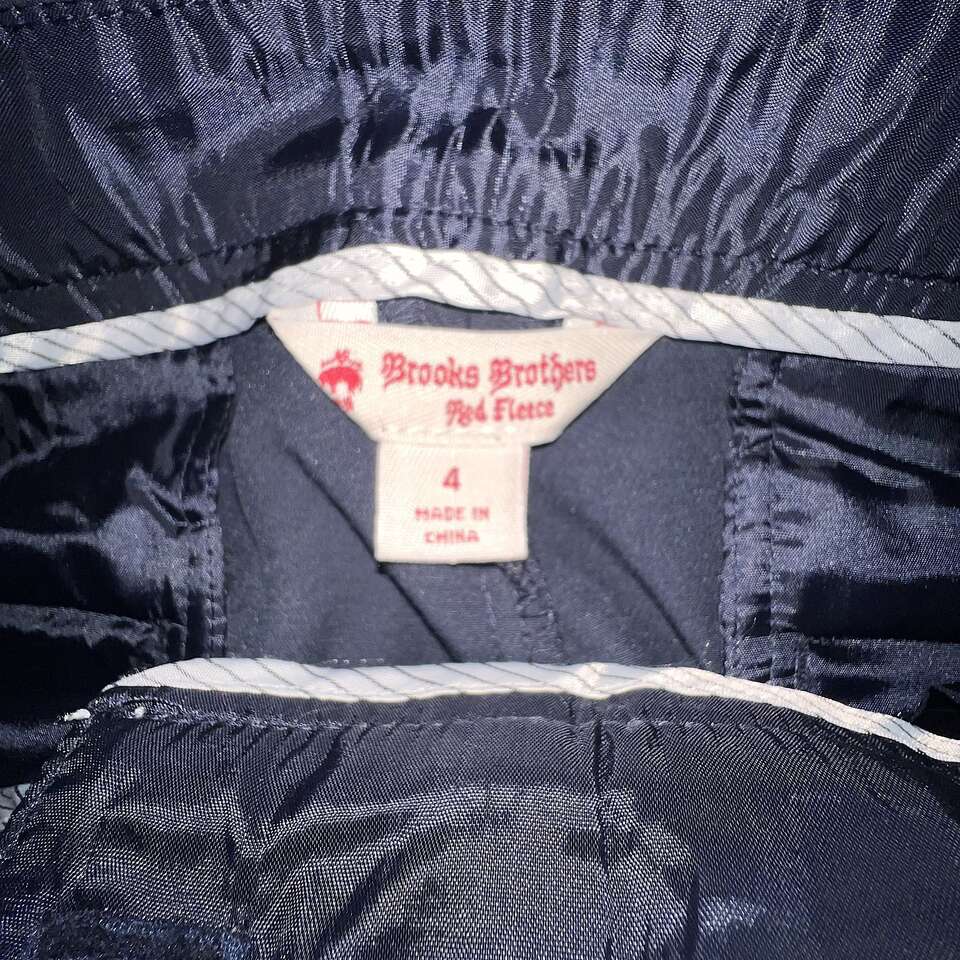 Brooks Brothers
Red Fleece
4
MADE IN
CHINA